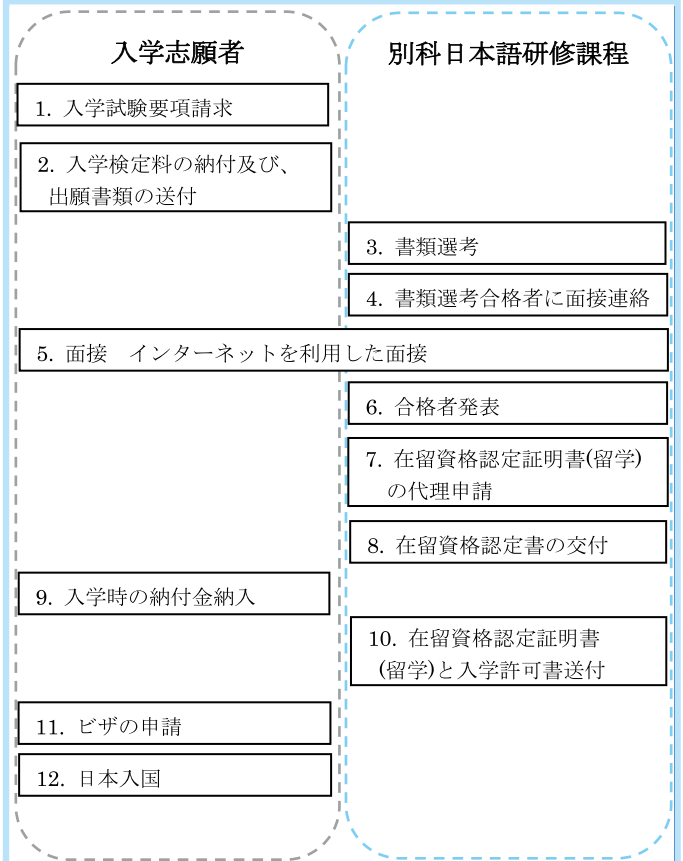 入学志願者
別科日本語研修課程
1. 入学試験要項請求
2. 入学検定料の納付及び、
出願書類の送付
3. 書類選考
4. 書類選考合格者に面接連絡
5. 面接　インターネットを利用した面接
6. 合格者発表
7. 在留資格認定証明書(留学)
の代理申請
8. 在留資格認定書の交付
9. 入学時の納付金納入
10. 在留資格認定証明書
(留学)と入学許可書送付
11. ビザの申請
12. 日本入国